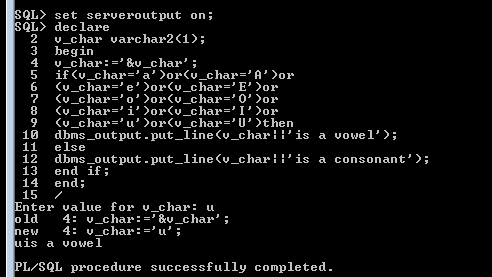 SQL> set serveroutput on;
SQL> declare
2 v_char varchar2(1);
3 begin
4 v_char:='&v_char';
5 if(v_char='a')or(v_char='A')or
6 (v_char='e')or(v_char='E')or
7 (v_char='o')or(v_char='O')or
8 (v_char='i')or(v_char='I')or
9 (v_char='u')or(v_char='U')then
10 dbms_output.put_line(v_char||'is a vowel');
11 else
12 dbms_output.put_line(v_char||'is a consonant');
13 end if;
14 end;
15 /
Enter value for v_char: u
old 4: v_char:='&v_char';
new 4: v_char:='u';
uis a vowel
PL/SQL procedure successfully completed.